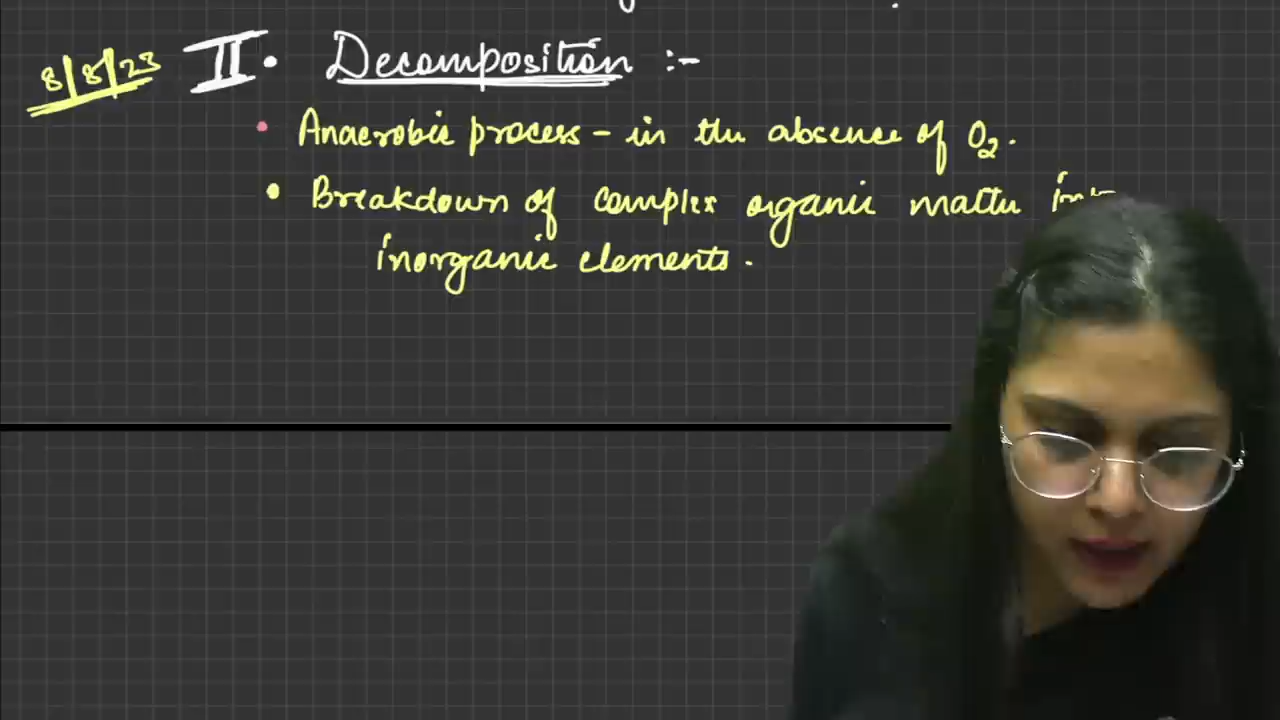 8/8/23 II. Decomposition :-
• Anaerobic process - in the absence of O₂.
• Breakdown of complex organic matter
inorganic elements.